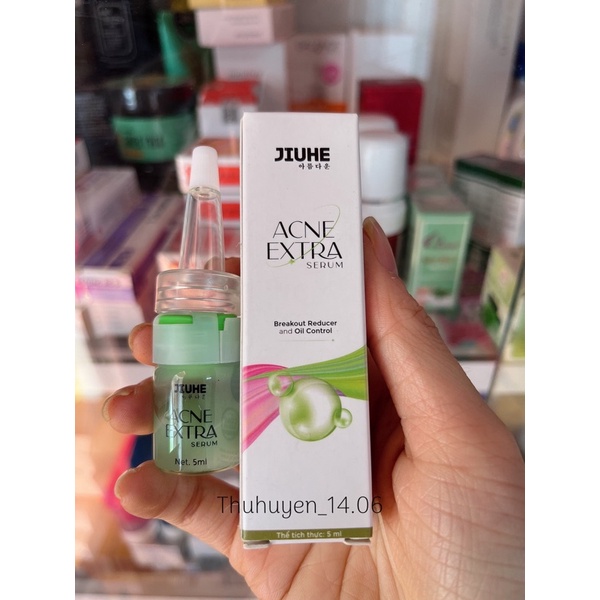 JIUHE
아름다운
ACNE
EXTRA
SERUM
Breakout Reducer
and Oil Control
Thể tích thực: 5 ml
JIUHE
ACNE
EXTRA
SERUM
Net. 5ml
Thuhuyen_14.06